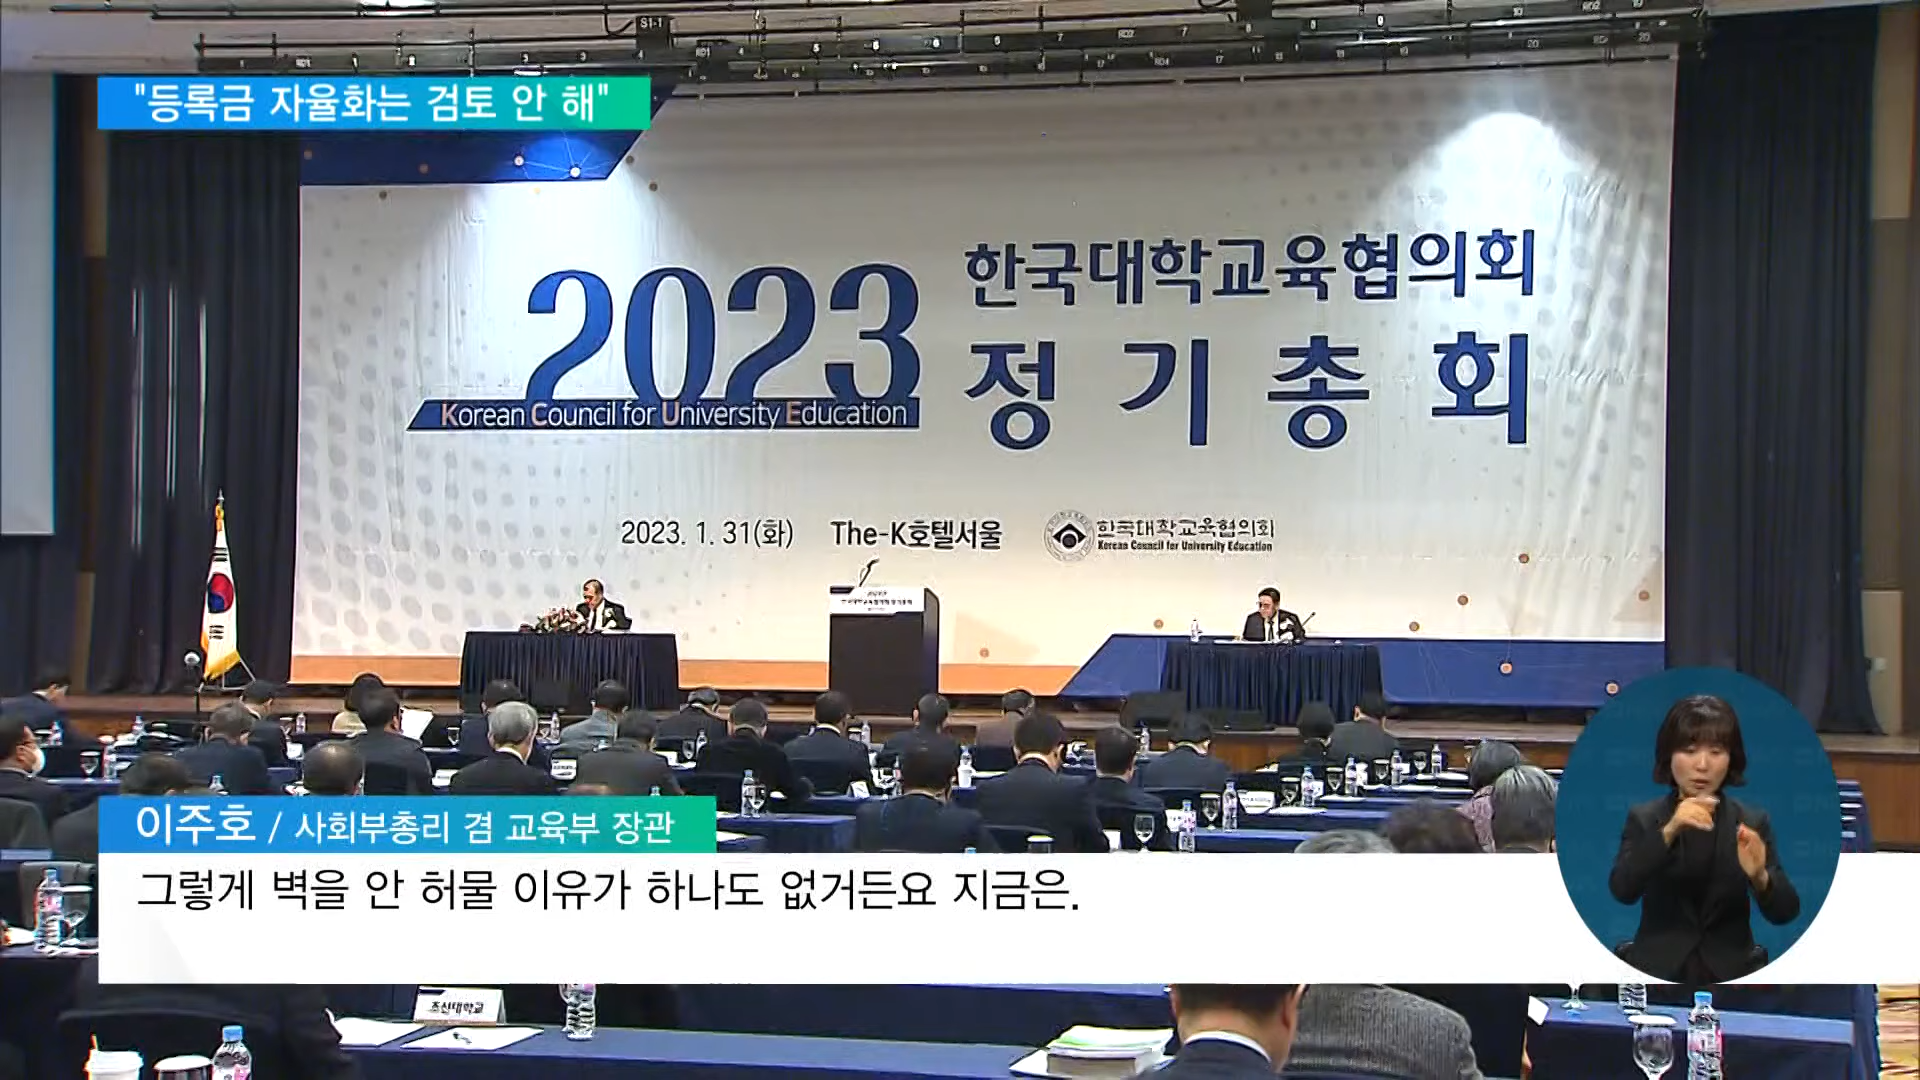 S1-1
"등록금 자율화는 검토 안 해"
2023
한국대학교육협의회
정기총회
Korean Council for University Education
2023. 1. 31(화) The-K호텔서울
한국대학교육협의회
Korean Council for University Education
이주호 / 사회부총리 겸 교육부 장관
그렇게 벽을 안 허물 이유가 하나도 없거든요 지금은.
조선대학교